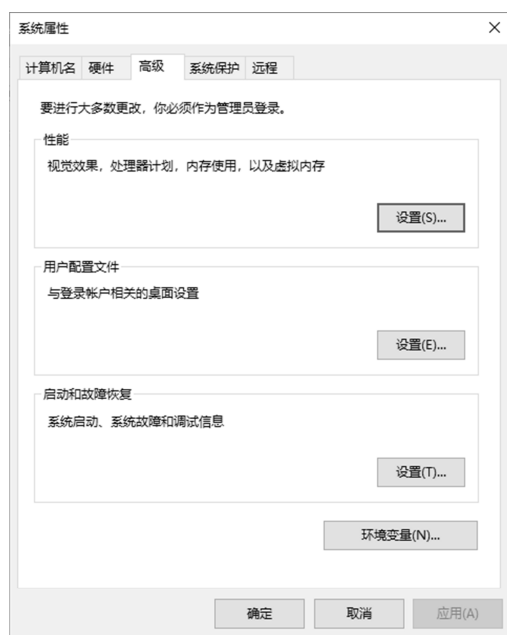 系统属性
计算机名 硬件 高级 系统保护 远程
要进行大多数更改，你必须作为管理员登录。
性能
视觉效果，处理器计划，内存使用，以及虚拟内存
设置(S)...
用户配置文件
与登录帐户相关的桌面设置
设置(E)...
启动和故障恢复
系统启动、系统故障和调试信息
设置(T)...
环境变量(N)...
确定 取消 应用(A)